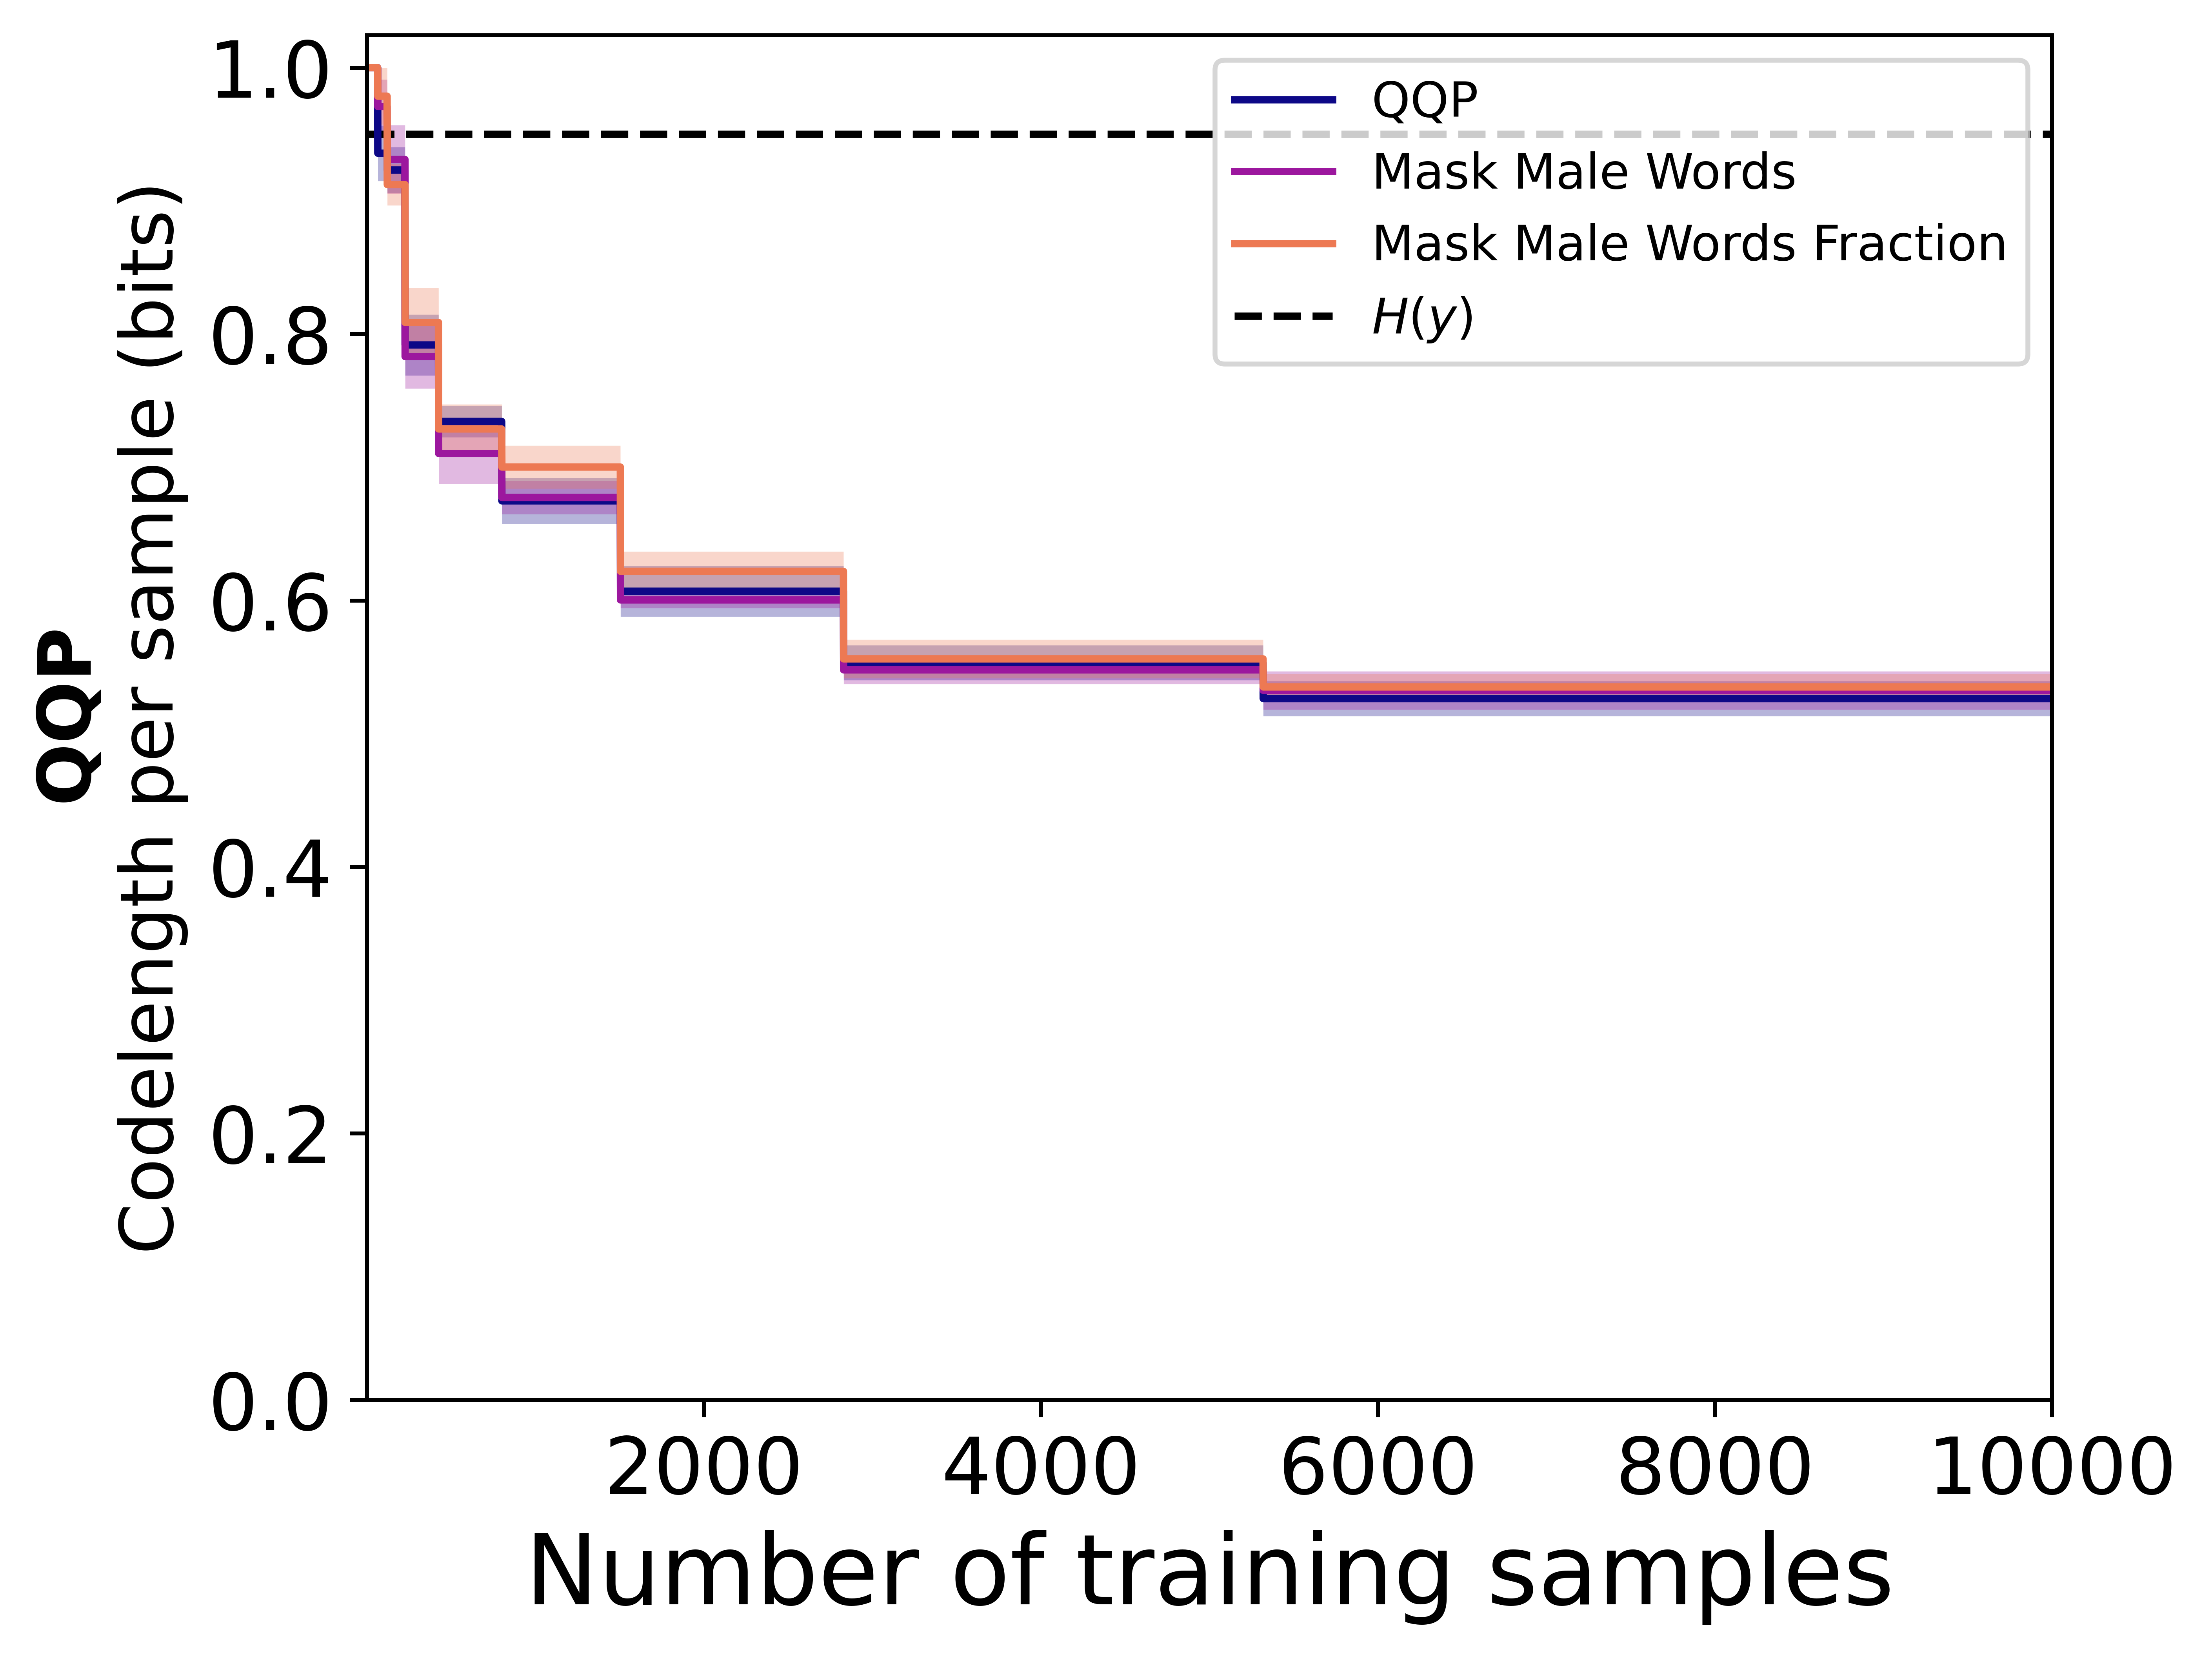 QQP
Codelength per sample (bits)
1.0
0.8
0.6
0.4
0.2
0.0
QQP
Mask Male Words
Mask Male Words Fraction
H(y)
2000 4000 6000 8000 10000
Number of training samples